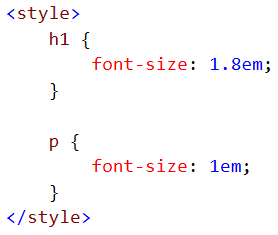 <style>
    h1 {
        font-size: 1.8em;
    }

    p {
        font-size: 1em;
    }
</style>